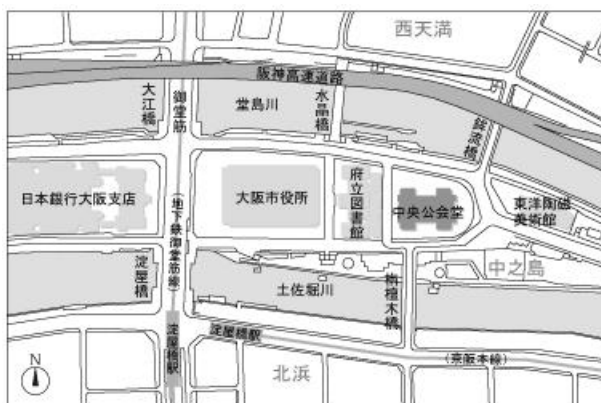 西天満
阪神高速道路
大江橋
御堂筋
堂島川
水晶橋
鉾流橋
日本銀行大阪支店
(地下鉄御堂筋線)
大阪市役所
府立図書館
中央公会堂
東洋陶磁
美術館
淀屋橋
土佐堀川
栴檀木橋
中之島
淀屋橋駅
淀屋橋駅
(京阪本線)
北浜
N